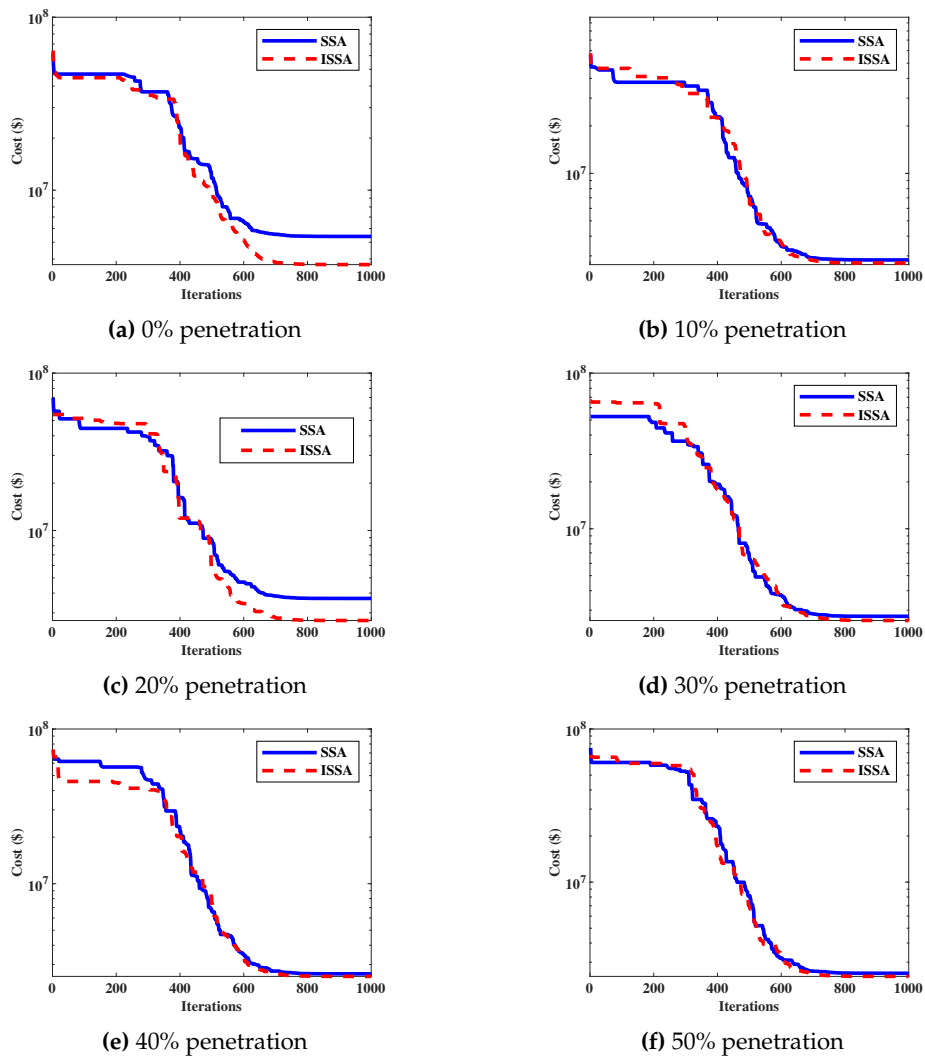 10^8
SSA
ISSA
Cost ($)
10^7
0 200 400 600 800 1000
Iterations
(a) 0% penetration
10^8
SSA
ISSA
Cost ($)
10^7
0 200 400 600 800 1000
Iterations
(b) 10% penetration
10^8
SSA
ISSA
Cost ($)
10^7
0 200 400 600 800 1000
Iterations
(c) 20% penetration
10^8
SSA
ISSA
Cost ($)
10^7
0 200 400 600 800 1000
Iterations
(d) 30% penetration
10^8
SSA
ISSA
Cost ($)
10^7
0 200 400 600 800 1000
Iterations
(e) 40% penetration
10^8
SSA
ISSA
Cost ($)
10^7
0 200 400 600 800 1000
Iterations
(f) 50% penetration